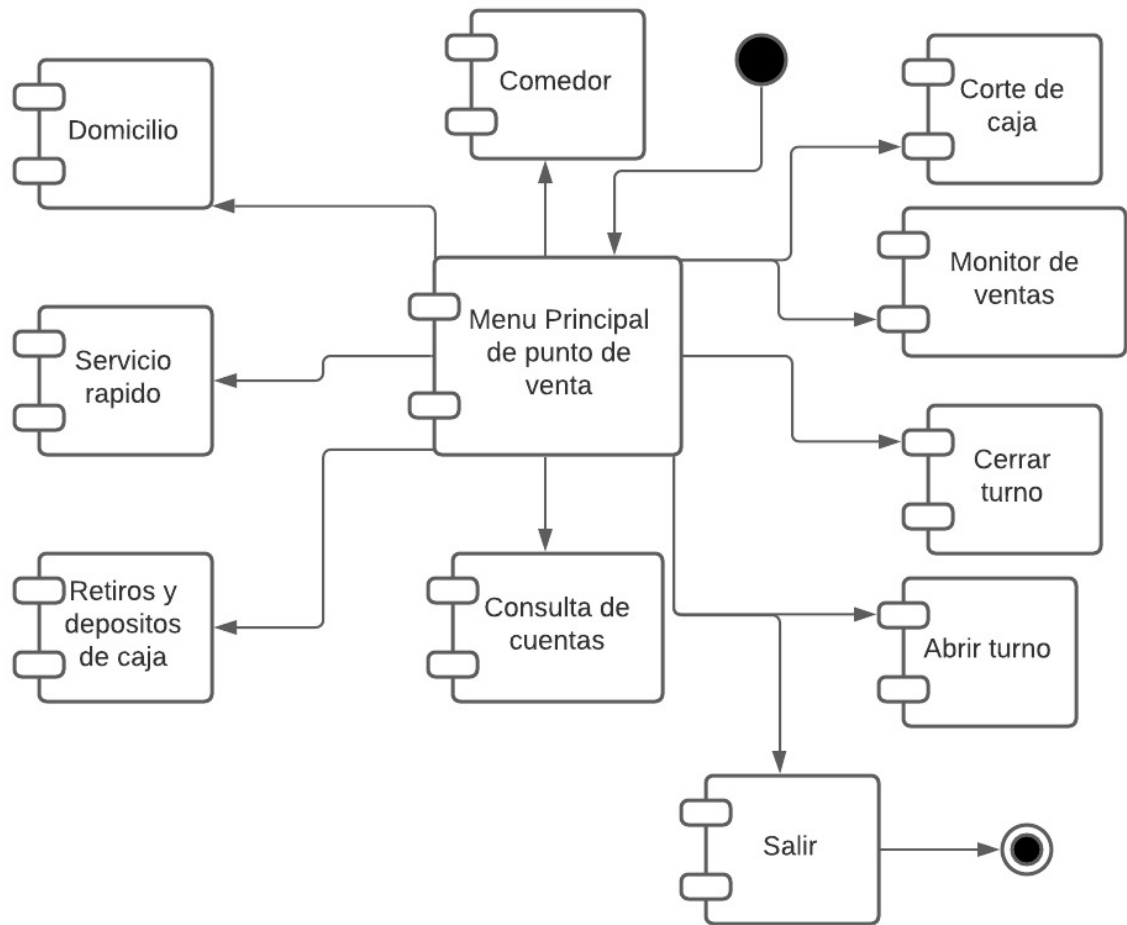 Comedor
Corte de
caja
Domicilio
Monitor de
ventas
Menu Principal
de punto de
venta
Servicio
rapido
Cerrar
turno
Retiros y
depositos
de caja
Consulta de
cuentas
Abrir turno
Salir